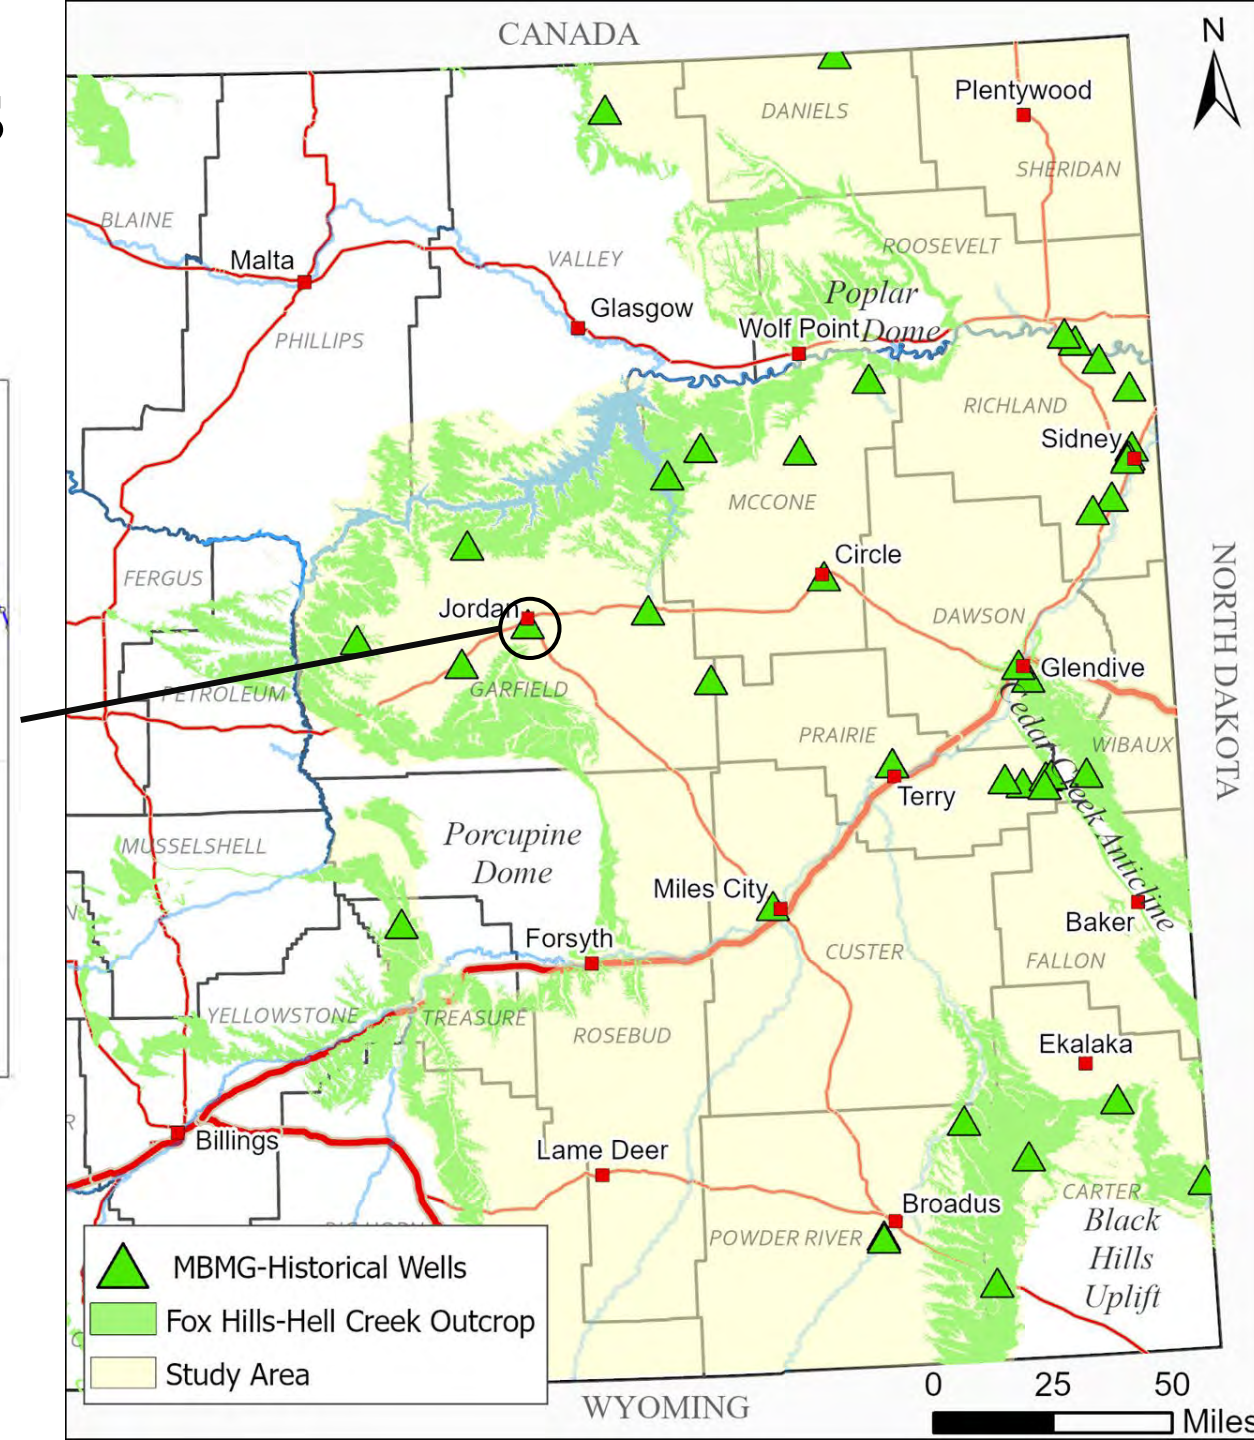 CANADA
N
Plentywood
DANIELS
SHERIDAN
BLAINE
ROOSEVELT
Malta
VALLEY
Poplar
Dome
Glasgow
Wolf Point
PHILLIPS
RICHLAND
Sidney
MCCONE
Circle
FERGUS
NORTH DAKOTA
Jordan
DAWSON
Glendive
PETROLEUM
GARFIELD
Cedar Creek Anticline
PRAIRIE
WIBAUX
Terry
Porcupine
Dome
MUSSELSHELL
Miles City
Baker
Forsyth
CUSTER
FALLON
YELLOWSTONE
TREASURE
ROSEBUD
Ekalaka
Billings
Lame Deer
CARTER
Broadus
POWDER RIVER
Black
Hills
Uplift
MBMG-Historical Wells
Fox Hills-Hell Creek Outcrop
Study Area
0 25 50
Miles
WYOMING